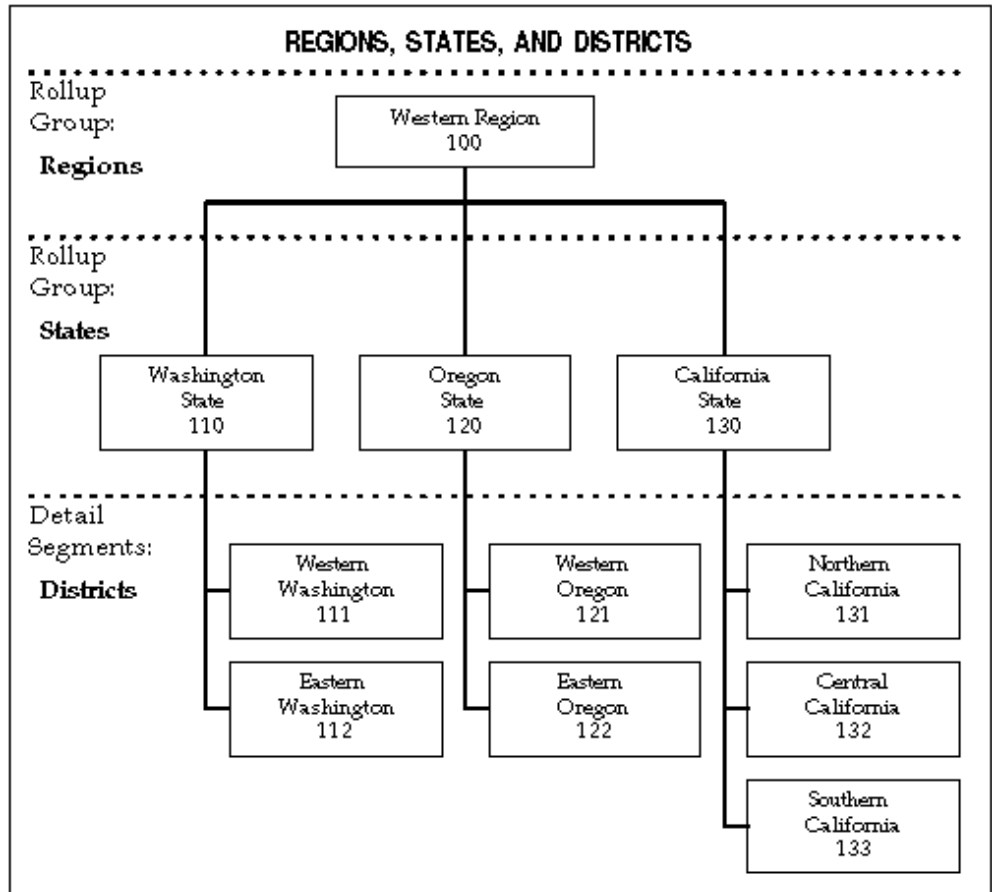 REGIONS, STATES, AND DISTRICTS
Rollup
Group:
Regions
Western Region
100
Rollup
Group:
States
Washington
State
110
Oregon
State
120
California
State
130
Detail
Segments:
Districts
Western
Washington
111
Western
Oregon
121
Northern
California
131
Eastern
Washington
112
Eastern
Oregon
122
Central
California
132
Southern
California
133